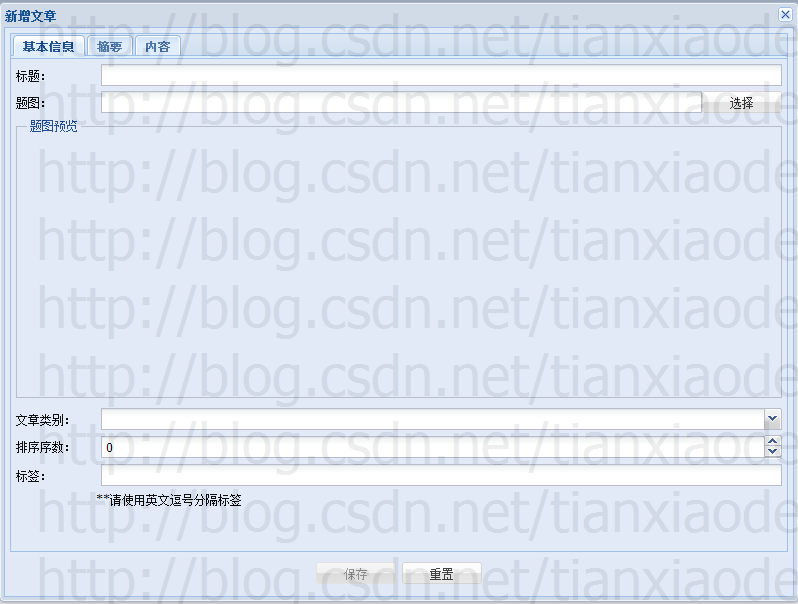 新增文章
基本信息 摘要 内容
标题:
题图: 选择
题图预览
文章类别:
排序序数: 0
标签:
**请使用英文逗号分隔标签
保存 重置
http://blog.csdn.net/tianxiaode
http://blog.csdn.net/tianxiaode
http://blog.csdn.net/tianxiaode
http://blog.csdn.net/tianxiaode
http://blog.csdn.net/tianxiaode
http://blog.csdn.net/tianxiaode
http://blog.csdn.net/tianxiaode
http://blog.csdn.net/tianxiaode
http://blog.csdn.net/tianxiaode